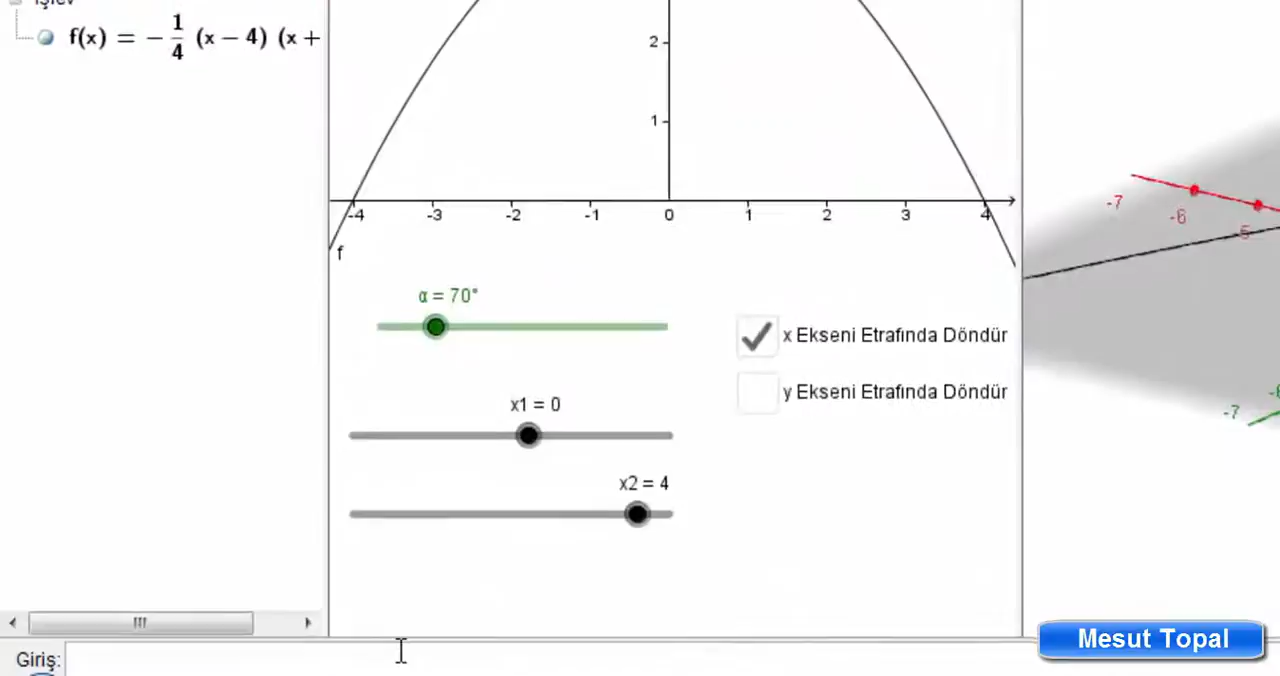 İşlev
f(x) = − 1/4 (x − 4) (x +
2
1
-4 -3 -2 -1 0 1 2 3 4
f
α = 70°
x Ekseni Etrafında Döndür
y Ekseni Etrafında Döndür
x1 = 0
x2 = 4
-7 -6 -5
-7
Giriş:
Mesut Topal